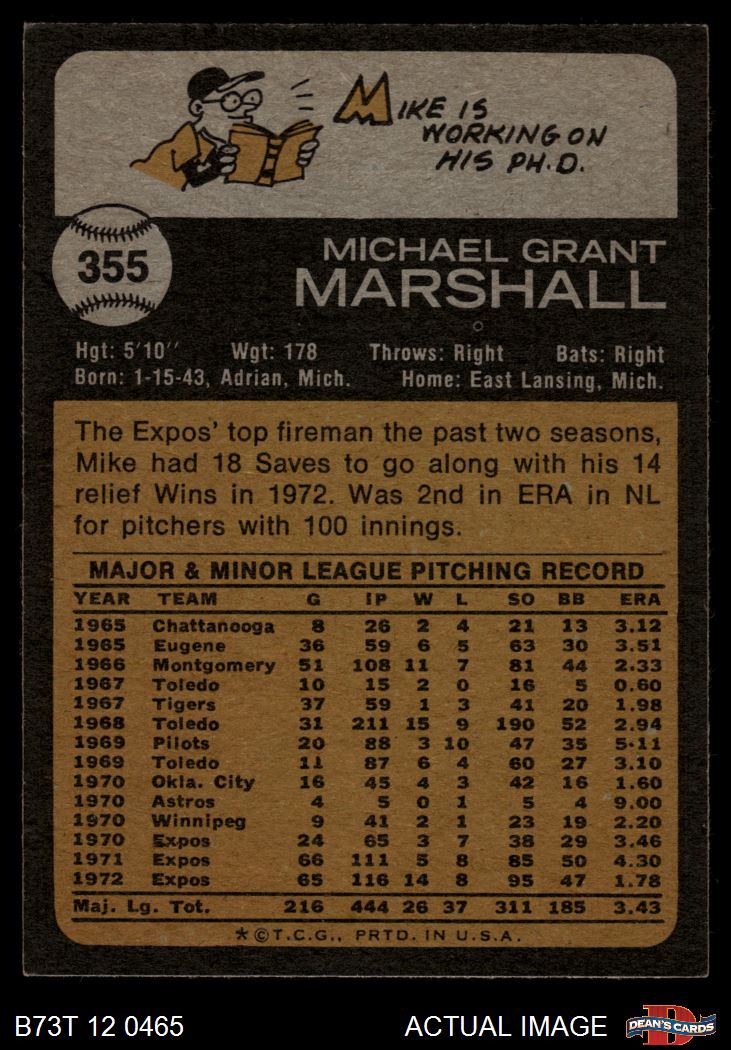 MIKE IS
WORKING ON
HIS PH.D.
355
MICHAEL GRANT
MARSHALL
Hgt: 5'10'' Wgt: 178 Throws: Right Bats: Right
Born: 1-15-43, Adrian, Mich. Home: East Lansing, Mich.
The Expos' top fireman the past two seasons,
Mike had 18 Saves to go along with his 14
relief Wins in 1972. Was 2nd in ERA in NL
for pitchers with 100 innings.
MAJOR & MINOR LEAGUE PITCHING RECORD
YEAR TEAM G IP W L SO BB ERA
1965 Chattanooga 8 26 2 4 21 13 3.12
1965 Eugene 36 59 6 5 63 30 3.51
1966 Montgomery 51 108 11 7 81 44 2.33
1967 Toledo 10 15 2 0 16 5 0.60
1967 Tigers 37 59 1 3 41 20 1.98
1968 Toledo 31 211 15 9 190 52 2.94
1969 Pilots 20 88 3 10 47 35 5.11
1969 Toledo 11 87 6 4 60 27 3.10
1970 Okla. City 16 45 4 3 42 16 1.60
1970 Astros 4 5 0 1 5 4 9.00
1970 Winnipeg 9 41 2 1 23 19 2.20
1970 Expos 24 65 3 7 38 29 3.46
1971 Expos 66 111 5 8 85 50 4.30
1972 Expos 65 116 14 8 95 47 1.78
Maj. Lg. Tot. 216 444 26 37 311 185 3.43
*©T.C.G., PRTD. IN U.S.A.
B73T 12 0465 ACTUAL IMAGE D DEAN'S CARDS